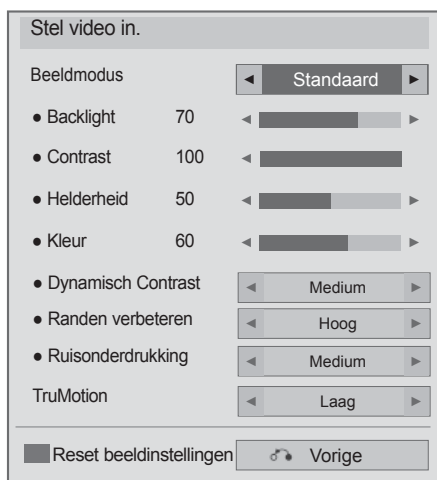 Stel video in.
Beeldmodus ◄ Standaard ►
● Backlight 70 ◄ ►
● Contrast 100 ◄
● Helderheid 50 ◄ ►
● Kleur 60 ◄ ►
● Dynamisch Contrast ◄ Medium ►
● Randen verbeteren ◄ Hoog ►
● Ruisonderdrukking ◄ Medium ►
TruMotion ◄ Laag ►
Reset beeldinstellingen Vorige